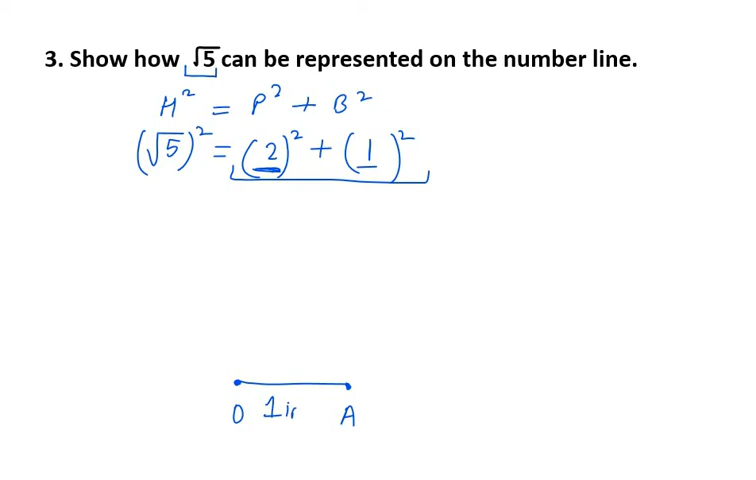 3. Show how √5 can be represented on the number line.
H² = P² + B²
(√5)² = (2)² + (1)²
O 1 A